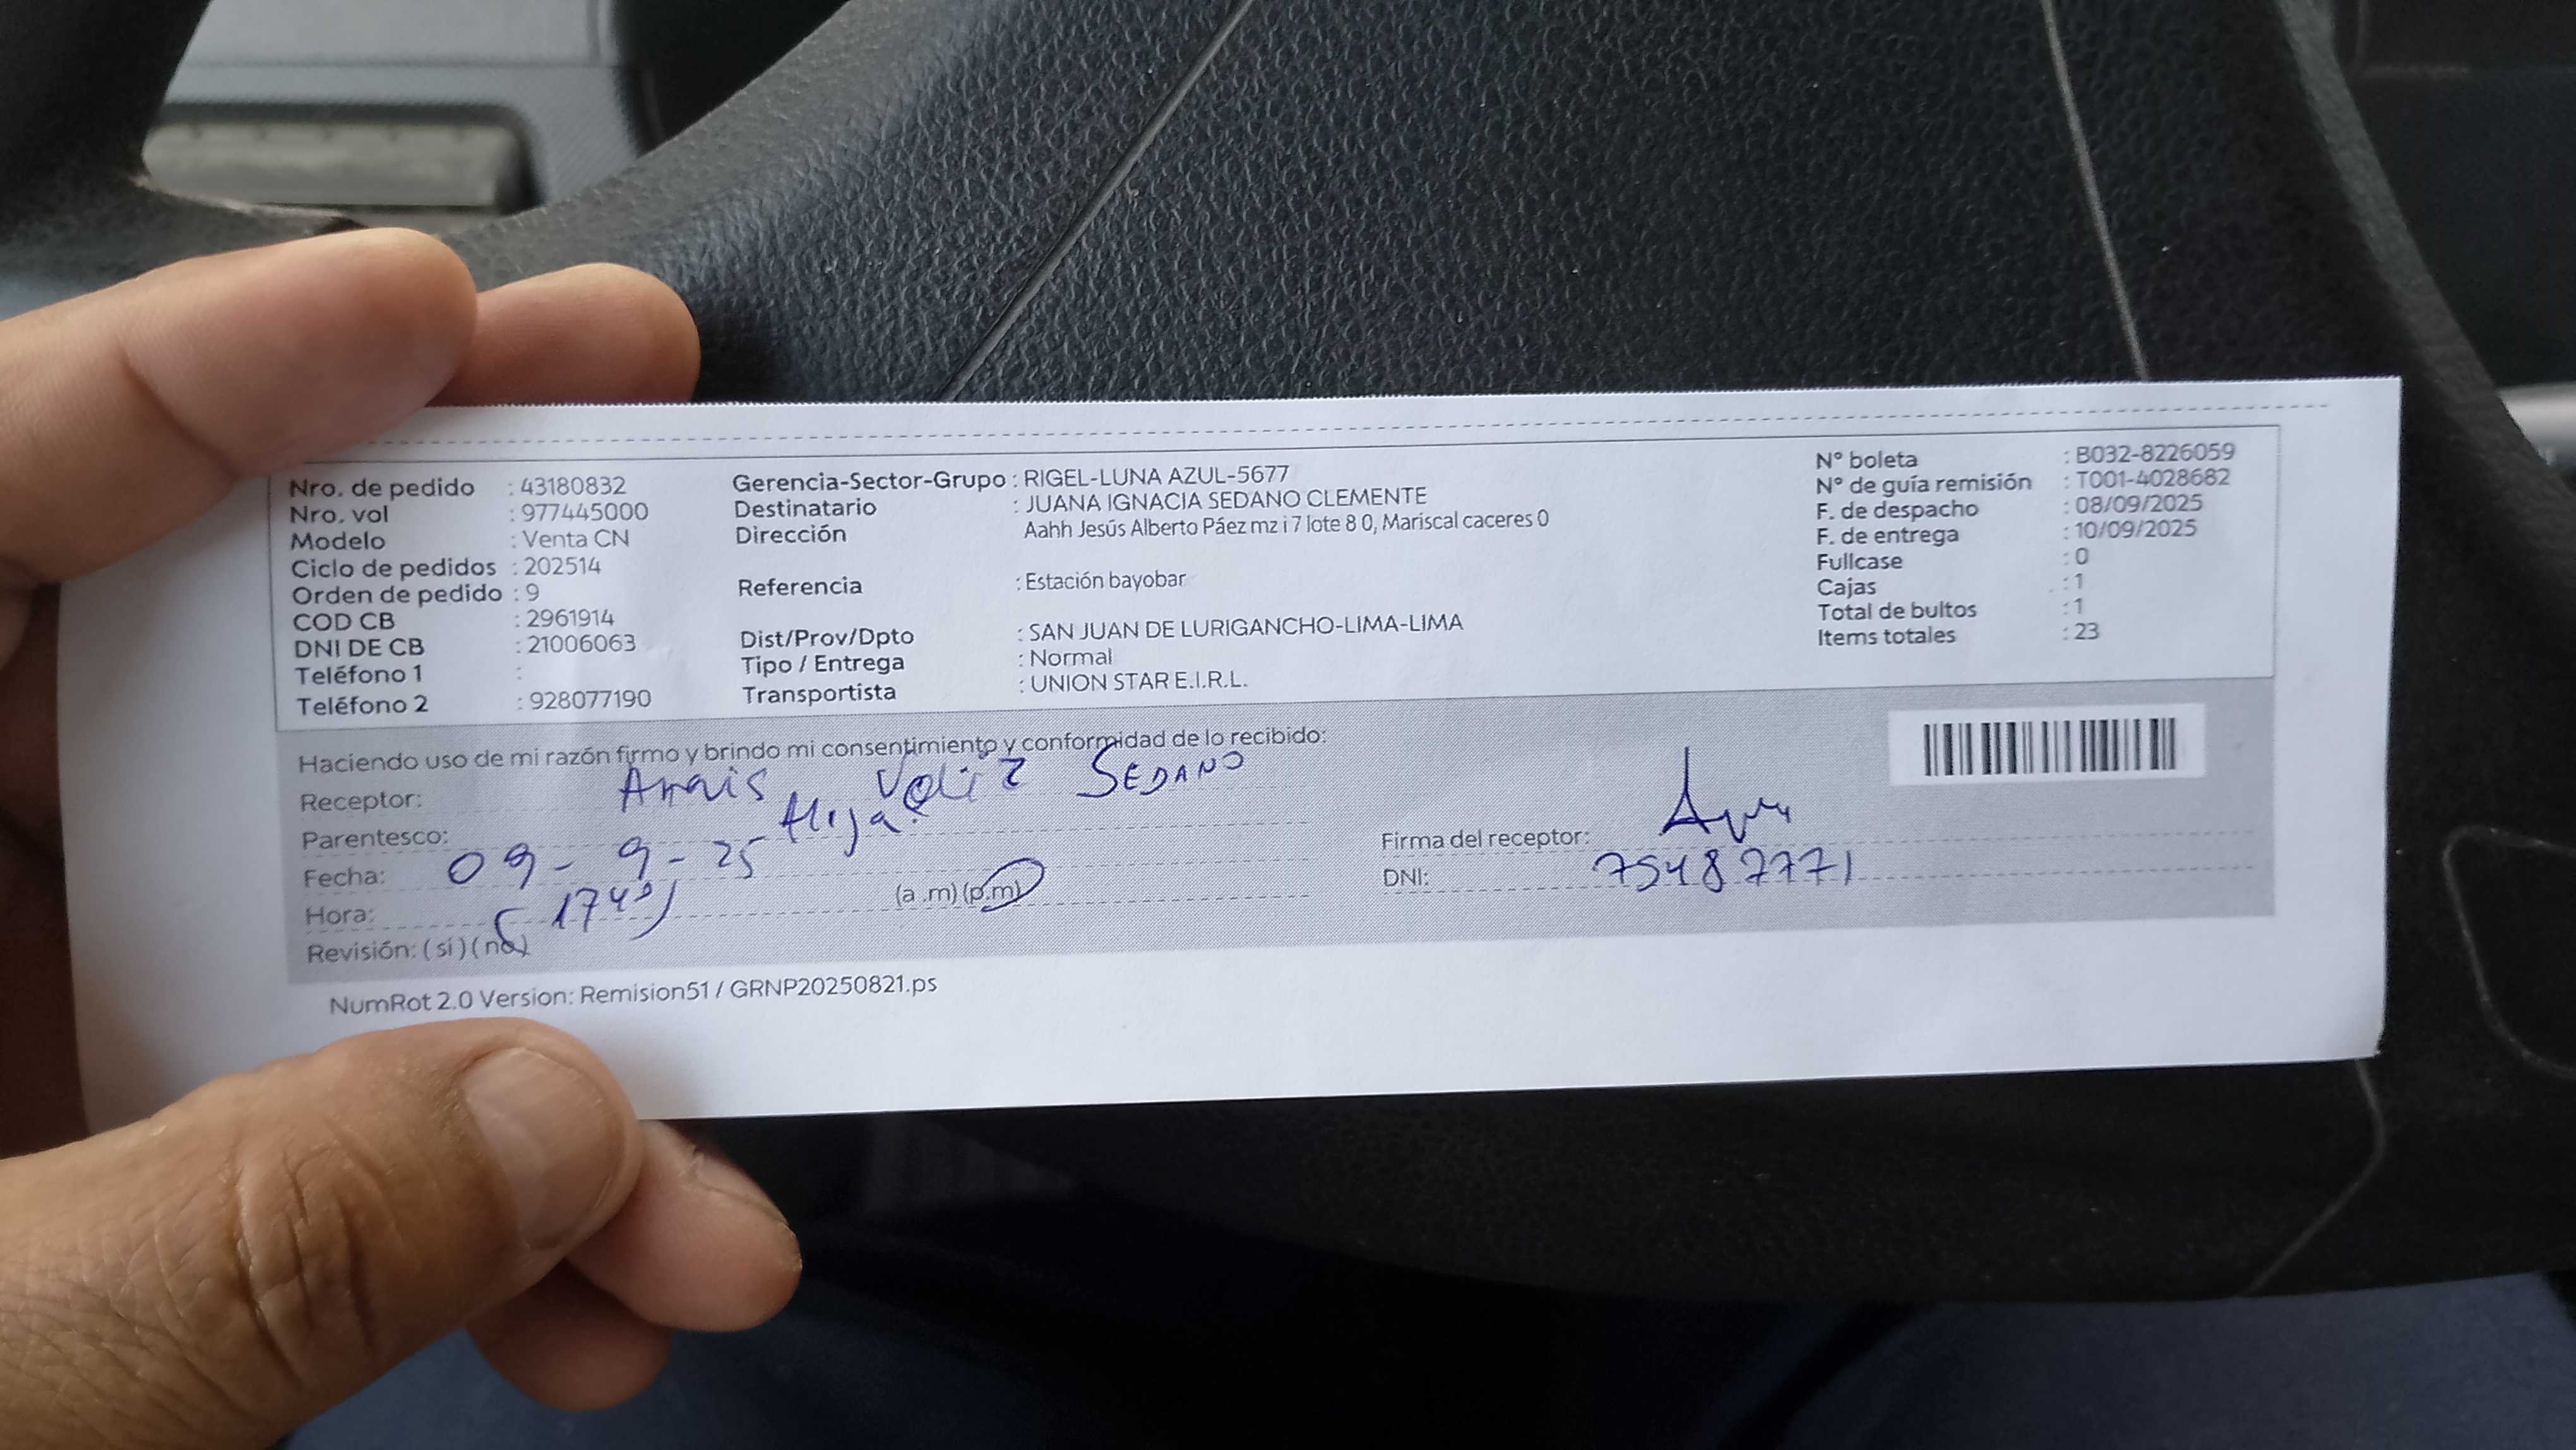 Nro. de pedido : 43180832
Nro. vol : 977445000
Modelo : Venta CN
Ciclo de pedidos : 202514
Orden de pedido : 9
COD CB : 2961914
DNI DE CB : 21006063
Teléfono 1 :
Teléfono 2 : 928077190
Gerencia-Sector-Grupo : RIGEL-LUNA AZUL-5677
Destinatario : JUANA IGNACIA SEDANO CLEMENTE
Dirección Aahh Jesús Alberto Páez mz i 7 lote 8 0, Mariscal caceres 0
Referencia : Estación bayobar
Dist/Prov/Dpto : SAN JUAN DE LURIGANCHO-LIMA-LIMA
Tipo / Entrega : Normal
Transportista : UNION STAR E.I.R.L.
N° boleta : B032-8226059
N° de guía remisión : T001-4028682
F. de despacho : 08/09/2025
F. de entrega : 10/09/2025
Fullcase : 0
Cajas : 1
Total de bultos : 1
Items totales : 23
Haciendo uso de mi razón firmo y brindo mi consentimiento y conformidad de lo recibido:
Receptor: Anais Veliz SEDANO
Parentesco: Hija.
Fecha: 09-9-25
Hora: (17 40) (a .m) (p.m)
Revisión: ( sí ) ( no )
Firma del receptor:
DNI: 75487771
NumRot 2.0 Version: Remision51 / GRNP20250821.ps